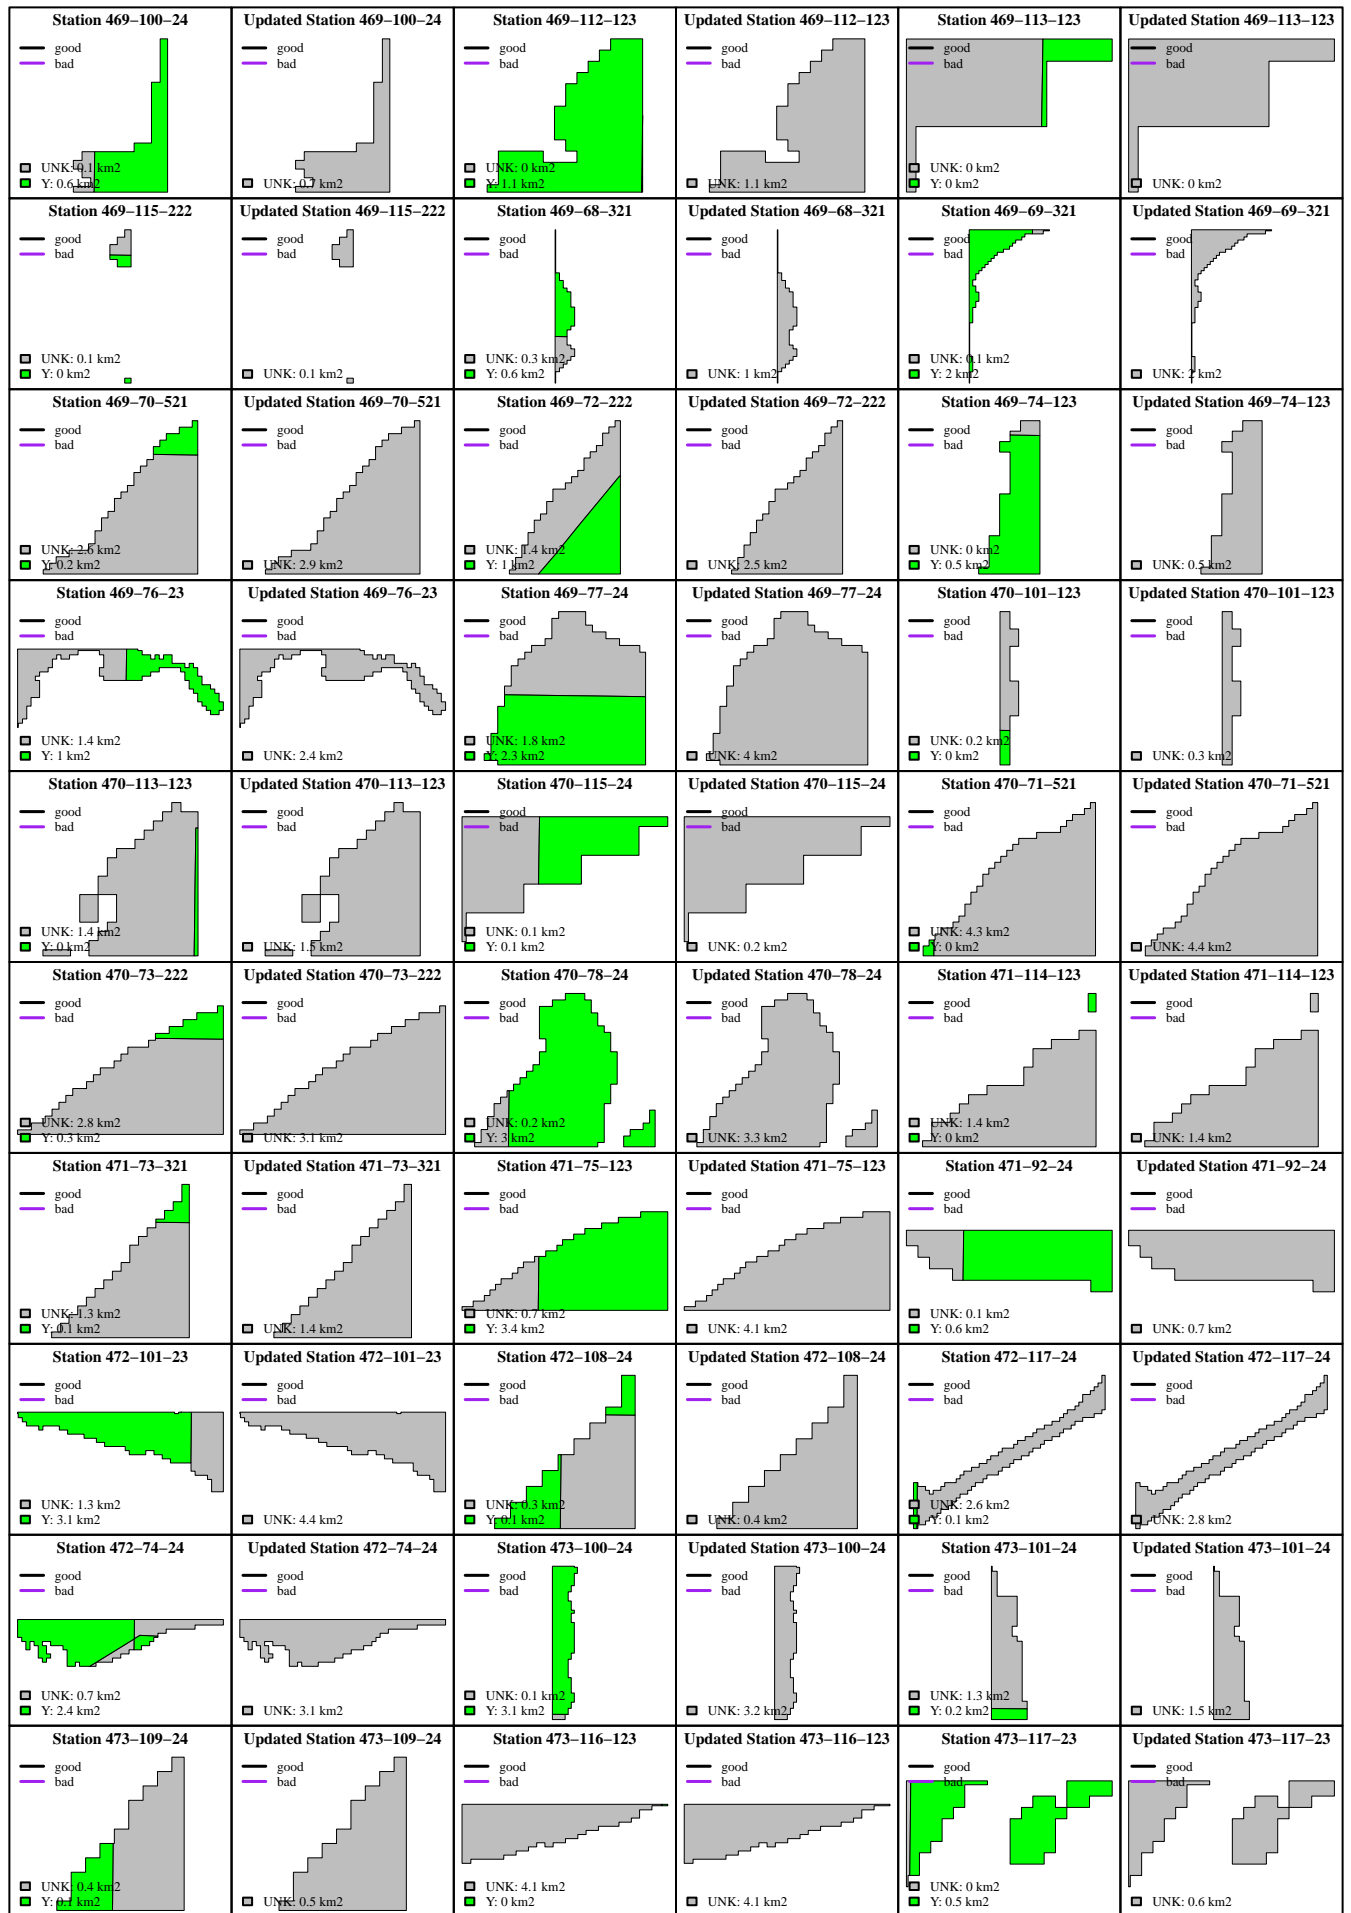 Station 469−100−24
good
bad
UNK: 0.1 km2
Y: 0.6 km2
Updated Station 469−100−24
good
bad
UNK: 0.7 km2
Station 469−112−123
good
bad
UNK: 0 km2
Y: 1.1 km2
Updated Station 469−112−123
good
bad
UNK: 1.1 km2
Station 469−113−123
good
bad
UNK: 0 km2
Y: 0 km2
Updated Station 469−113−123
good
bad
UNK: 0 km2
Station 469−115−222
good
bad
UNK: 0.1 km2
Y: 0 km2
Updated Station 469−115−222
good
bad
UNK: 0.1 km2
Station 469−68−321
good
bad
UNK: 0.3 km2
Y: 0.6 km2
Updated Station 469−68−321
good
bad
UNK: 1 km2
Station 469−69−321
good
bad
UNK: 0.1 km2
Y: 2 km2
Updated Station 469−69−321
good
bad
UNK: 2 km2
Station 469−70−521
good
bad
UNK: 2.6 km2
Y: 0.2 km2
Updated Station 469−70−521
good
bad
UNK: 2.9 km2
Station 469−72−222
good
bad
UNK: 1.4 km2
Y: 1 km2
Updated Station 469−72−222
good
bad
UNK: 2.5 km2
Station 469−74−123
good
bad
UNK: 0 km2
Y: 0.5 km2
Updated Station 469−74−123
good
bad
UNK: 0.5 km2
Station 469−76−23
good
bad
UNK: 1.4 km2
Y: 1 km2
Updated Station 469−76−23
good
bad
UNK: 2.4 km2
Station 469−77−24
good
bad
UNK: 1.8 km2
Y: 2.3 km2
Updated Station 469−77−24
good
bad
UNK: 4 km2
Station 470−101−123
good
bad
UNK: 0.2 km2
Y: 0 km2
Updated Station 470−101−123
good
bad
UNK: 0.3 km2
Station 470−113−123
good
bad
UNK: 1.4 km2
Y: 0 km2
Updated Station 470−113−123
good
bad
UNK: 1.5 km2
Station 470−115−24
good
bad
UNK: 0.1 km2
Y: 0.1 km2
Updated Station 470−115−24
good
bad
UNK: 0.2 km2
Station 470−71−521
good
bad
UNK: 4.3 km2
Y: 0 km2
Updated Station 470−71−521
good
bad
UNK: 4.4 km2
Station 470−73−222
good
bad
UNK: 2.8 km2
Y: 0.3 km2
Updated Station 470−73−222
good
bad
UNK: 3.1 km2
Station 470−78−24
good
bad
UNK: 0.2 km2
Y: 3 km2
Updated Station 470−78−24
good
bad
UNK: 3.3 km2
Station 471−114−123
good
bad
UNK: 1.4 km2
Y: 0 km2
Updated Station 471−114−123
good
bad
UNK: 1.4 km2
Station 471−73−321
good
bad
UNK: 1.3 km2
Y: 0.1 km2
Updated Station 471−73−321
good
bad
UNK: 1.4 km2
Station 471−75−123
good
bad
UNK: 0.7 km2
Y: 3.4 km2
Updated Station 471−75−123
good
bad
UNK: 4.1 km2
Station 471−92−24
good
bad
UNK: 0.1 km2
Y: 0.6 km2
Updated Station 471−92−24
good
bad
UNK: 0.7 km2
Station 472−101−23
good
bad
UNK: 1.3 km2
Y: 3.1 km2
Updated Station 472−101−23
good
bad
UNK: 4.4 km2
Station 472−108−24
good
bad
UNK: 0.3 km2
Y: 0.1 km2
Updated Station 472−108−24
good
bad
UNK: 0.4 km2
Station 472−117−24
good
bad
UNK: 2.6 km2
Y: 0.1 km2
Updated Station 472−117−24
good
bad
UNK: 2.8 km2
Station 472−74−24
good
bad
UNK: 0.7 km2
Y: 2.4 km2
Updated Station 472−74−24
good
bad
UNK: 3.1 km2
Station 473−100−24
good
bad
UNK: 0.1 km2
Y: 3.1 km2
Updated Station 473−100−24
good
bad
UNK: 3.2 km2
Station 473−101−24
good
bad
UNK: 1.3 km2
Y: 0.2 km2
Updated Station 473−101−24
good
bad
UNK: 1.5 km2
Station 473−109−24
good
bad
UNK: 0.4 km2
Y: 0.1 km2
Updated Station 473−109−24
good
bad
UNK: 0.5 km2
Station 473−116−123
good
bad
UNK: 4.1 km2
Y: 0 km2
Updated Station 473−116−123
good
bad
UNK: 4.1 km2
Station 473−117−23
good
bad
UNK: 0 km2
Y: 0.5 km2
Updated Station 473−117−23
good
bad
UNK: 0.6 km2